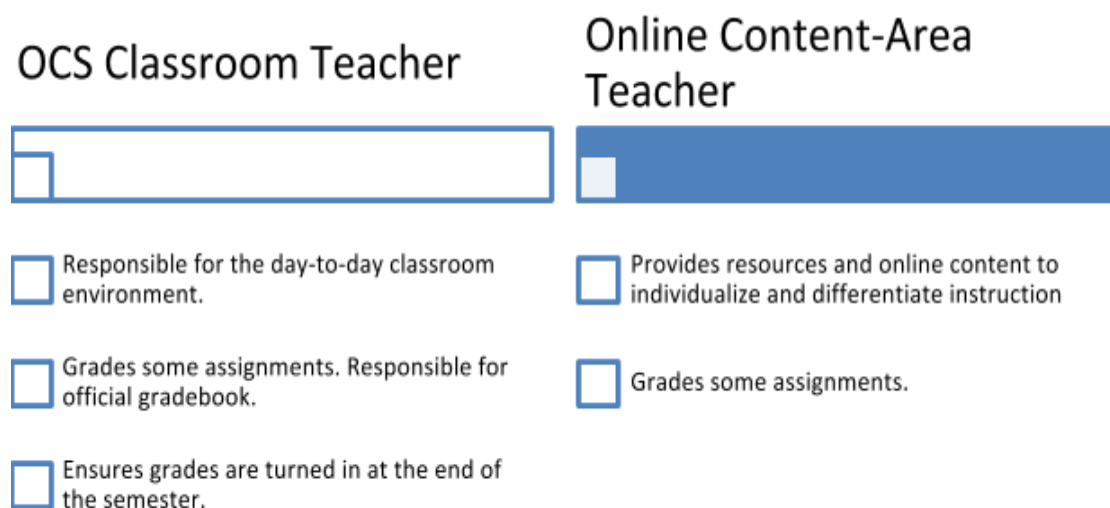 OCS Classroom Teacher
Responsible for the day-to-day classroom
environment.
Grades some assignments. Responsible for
official gradebook.
Ensures grades are turned in at the end of
the semester.
Online Content-Area
Teacher
Provides resources and online content to
individualize and differentiate instruction
Grades some assignments.